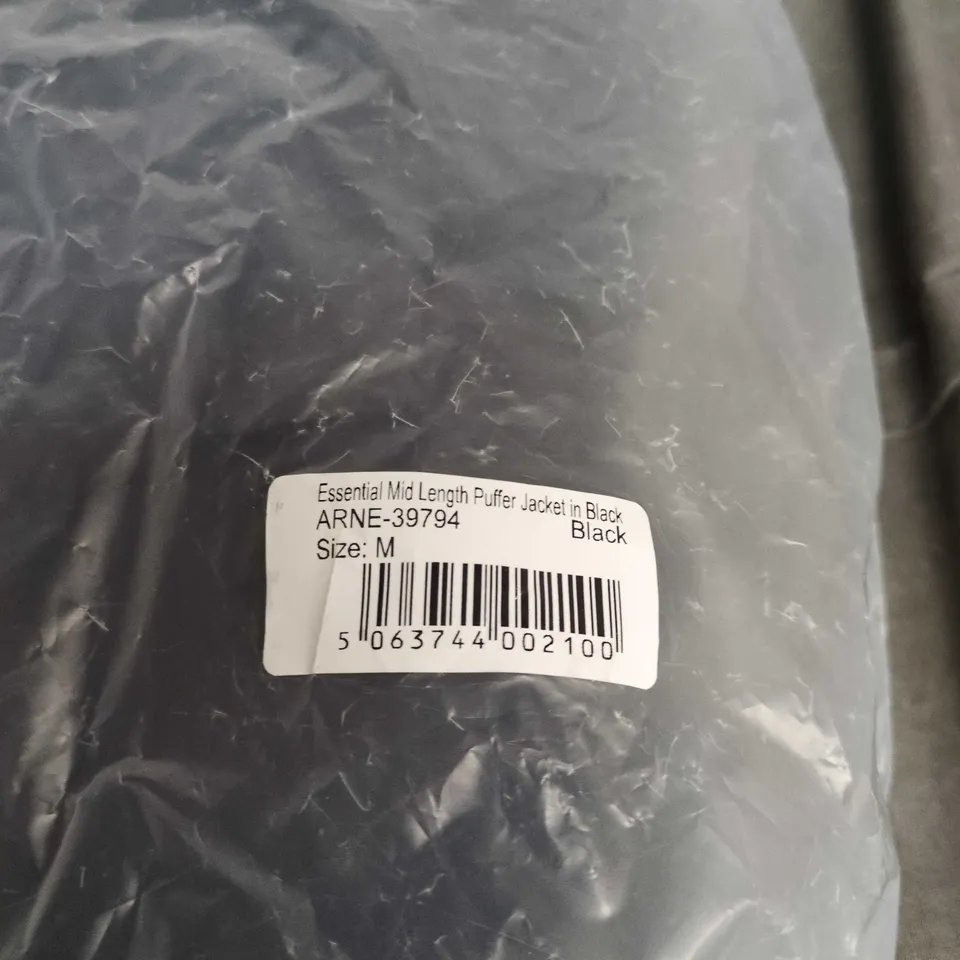 Essential Mid Length Puffer Jacket in Black
ARNE-39794 Black
Size: M
5 063744 002100